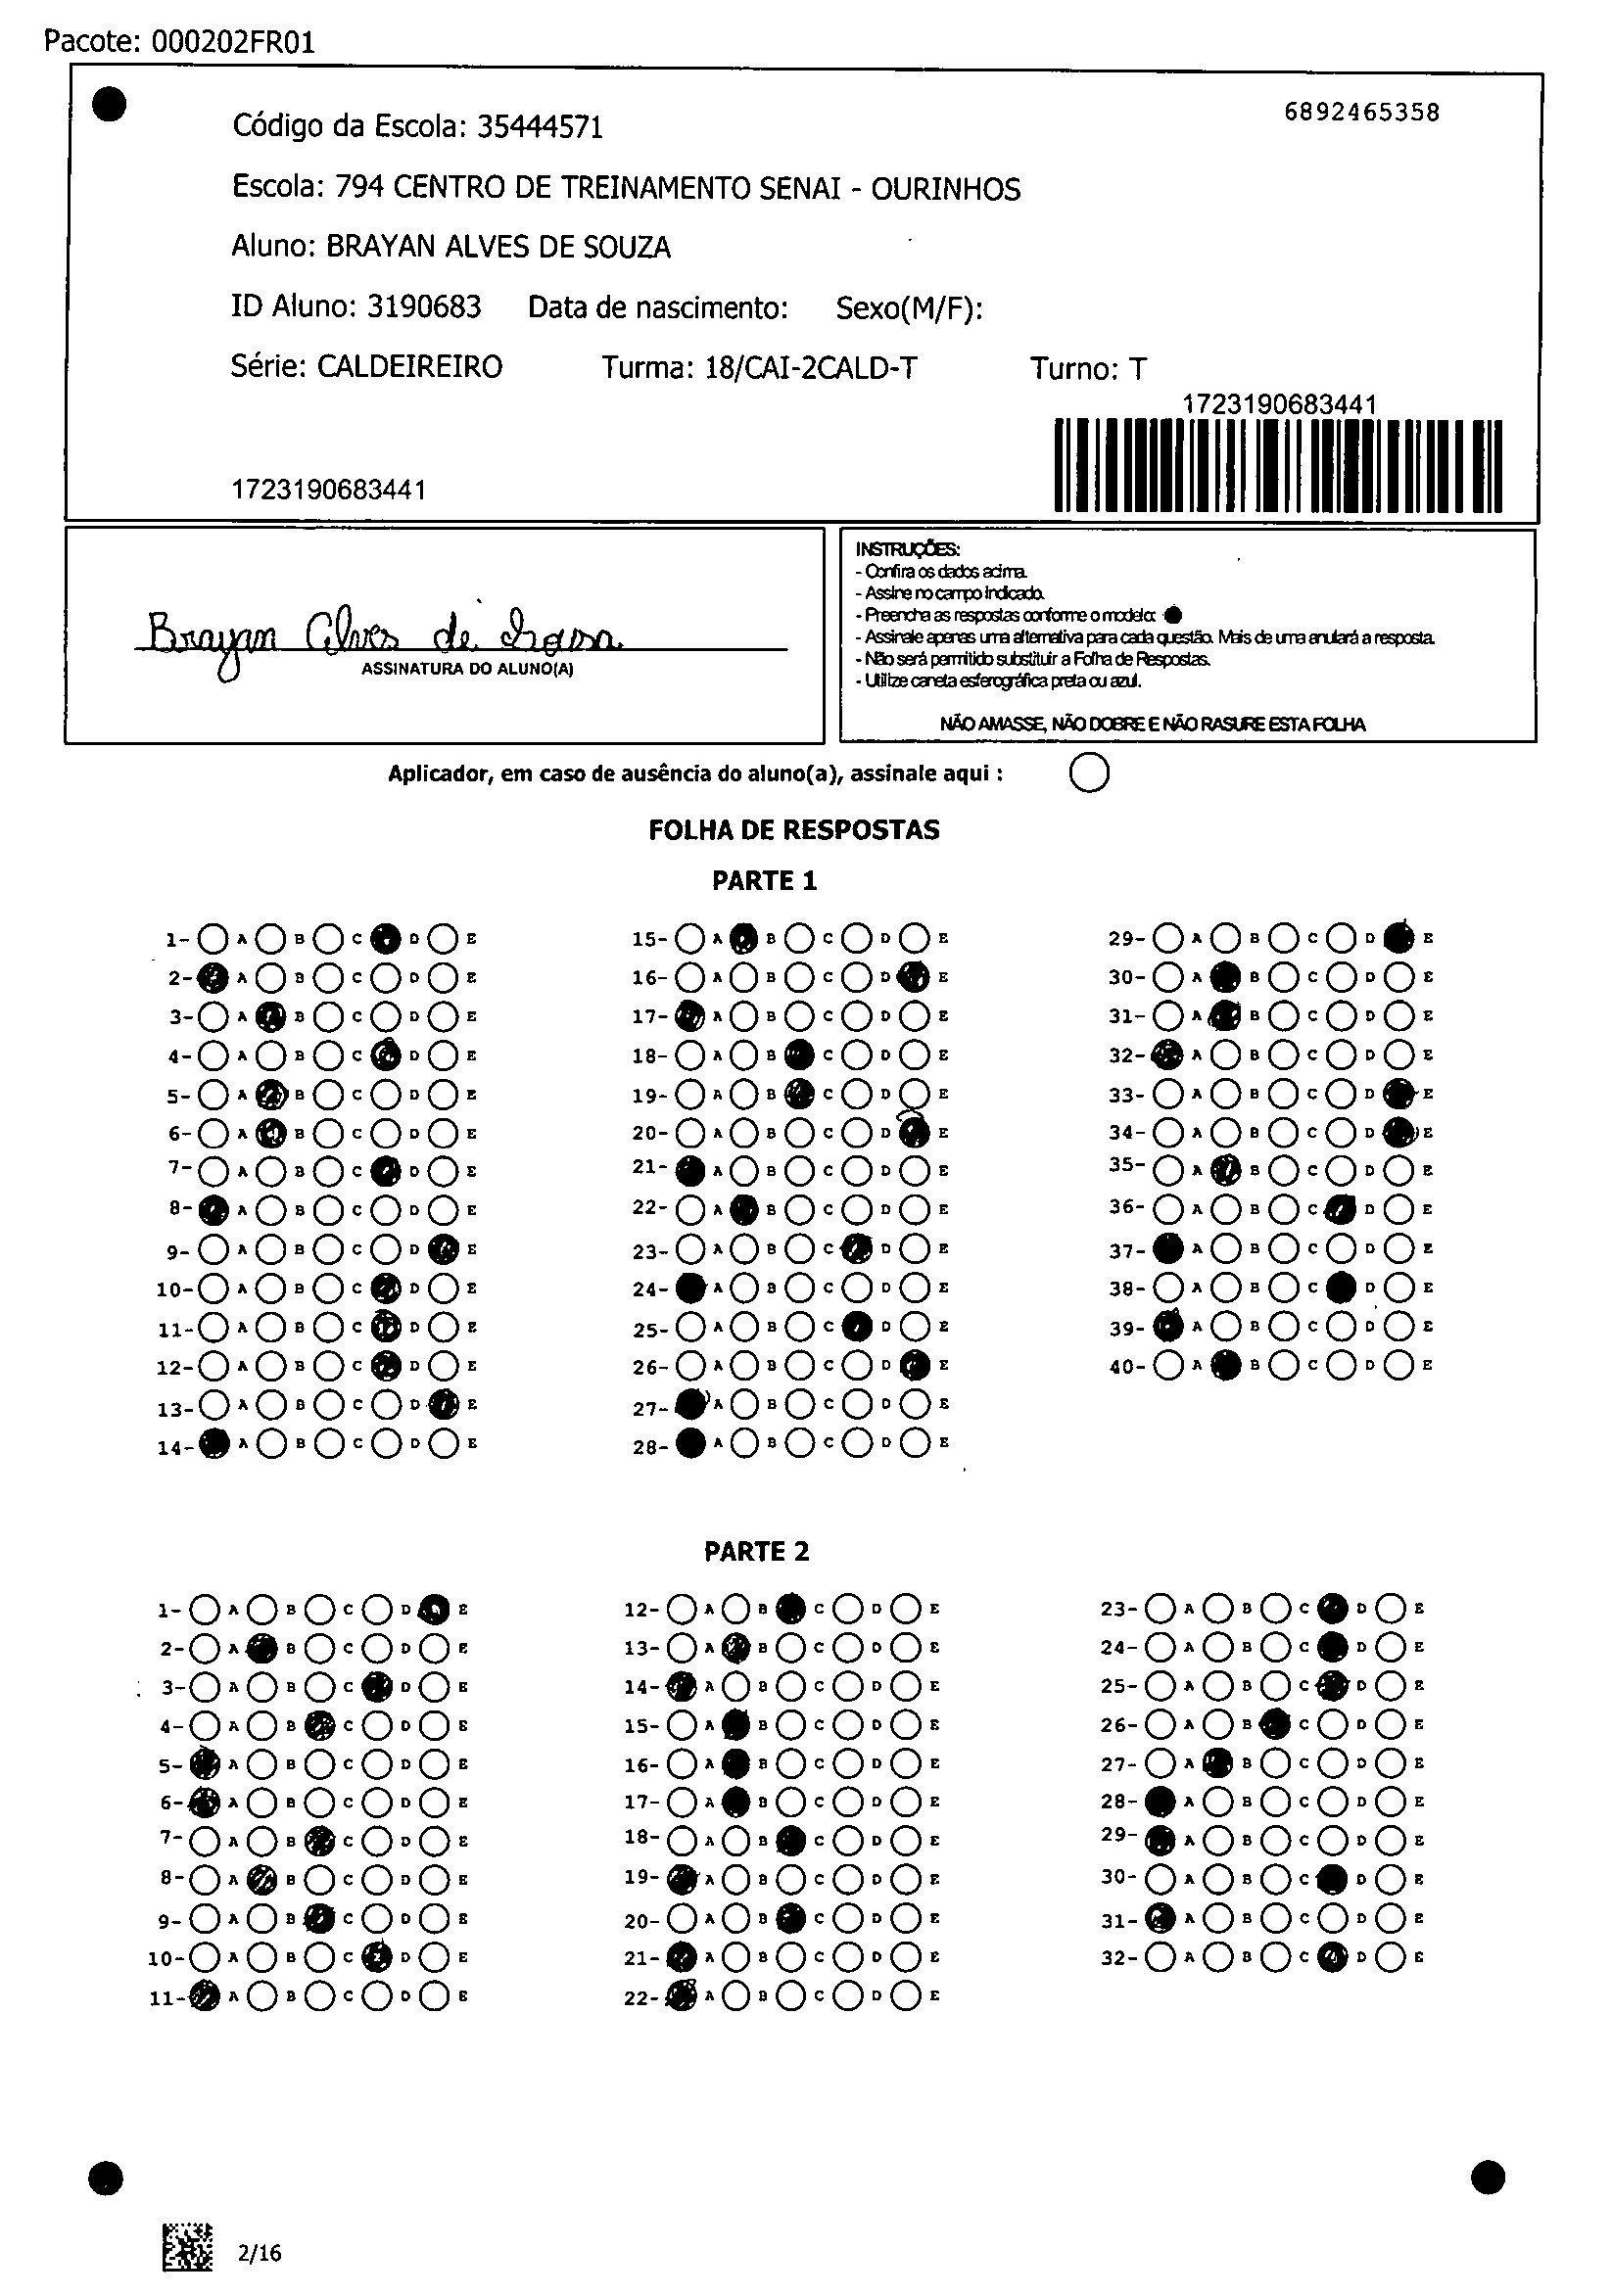 Pacote: 000202FR01
6892465358
Código da Escola: 35444571
Escola: 794 CENTRO DE TREINAMENTO SENAI - OURINHOS
Aluno: BRAYAN ALVES DE SOUZA
ID Aluno: 3190683 Data de nascimento: Sexo(M/F):
Série: CALDEIREIRO Turma: 18/CAI-2CALD-T Turno: T
1723190683441
1723190683441
Brayan Alves de Souza
ASSINATURA DO ALUNO(A)
INSTRUÇÕES:
- Confira os dados acima.
- Assine no campo indicado.
- Preencha as respostas conforme o modelo:
- Assinale apenas uma alternativa para cada questão. Mais de uma anulará a resposta.
- Não será permitido substituir a Folha de Respostas.
- Utilize caneta esferográfica preta ou azul.
NÃO AMASSE, NÃO DOBRE E NÃO RASURE ESTA FOLHA
Aplicador, em caso de ausência do aluno(a), assinale aqui :
FOLHA DE RESPOSTAS
PARTE 1
1- A B C D E 15- A B C D E 29- A B C D E
2- A B C D E 16- A B C D E 30- A B C D E
3- A B C D E 17- A B C D E 31- A B C D E
4- A B C D E 18- A B C D E 32- A B C D E
5- A B C D E 19- A B C D E 33- A B C D E
6- A B C D E 20- A B C D E 34- A B C D E
7- A B C D E 21- A B C D E 35- A B C D E
8- A B C D E 22- A B C D E 36- A B C D E
9- A B C D E 23- A B C D E 37- A B C D E
10- A B C D E 24- A B C D E 38- A B C D E
11- A B C D E 25- A B C D E 39- A B C D E
12- A B C D E 26- A B C D E 40- A B C D E
13- A B C D E 27- A B C D E
14- A B C D E 28- A B C D E
PARTE 2
1- A B C D E 12- A B C D E 23- A B C D E
2- A B C D E 13- A B C D E 24- A B C D E
3- A B C D E 14- A B C D E 25- A B C D E
4- A B C D E 15- A B C D E 26- A B C D E
5- A B C D E 16- A B C D E 27- A B C D E
6- A B C D E 17- A B C D E 28- A B C D E
7- A B C D E 18- A B C D E 29- A B C D E
8- A B C D E 19- A B C D E 30- A B C D E
9- A B C D E 20- A B C D E 31- A B C D E
10- A B C D E 21- A B C D E 32- A B C D E
11- A B C D E 22- A B C D E
2/16